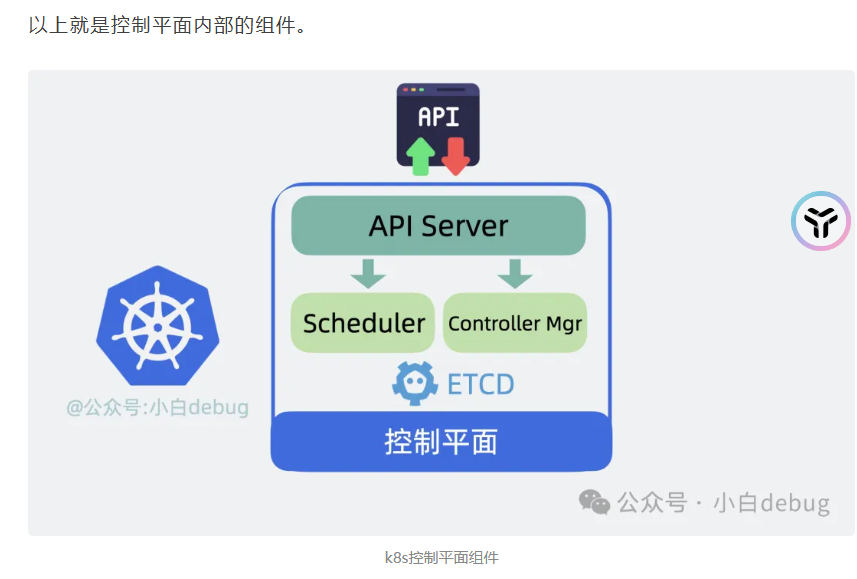 以上就是控制平面内部的组件。
API
API Server
Scheduler
Controller Mgr
ETCD
@公众号:小白debug
控制平面
公众号 · 小白debug
k8s控制平面组件